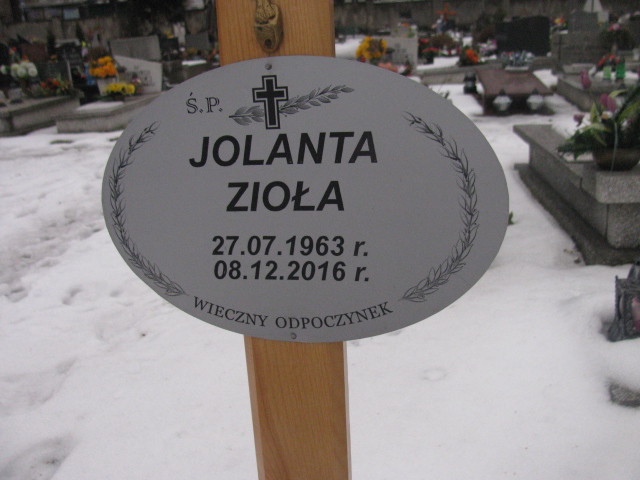 Ś.P.
JOLANTA
ZIOŁA
27.07.1963 r.
08.12.2016 r.
WIECZNY ODPOCZYNEK